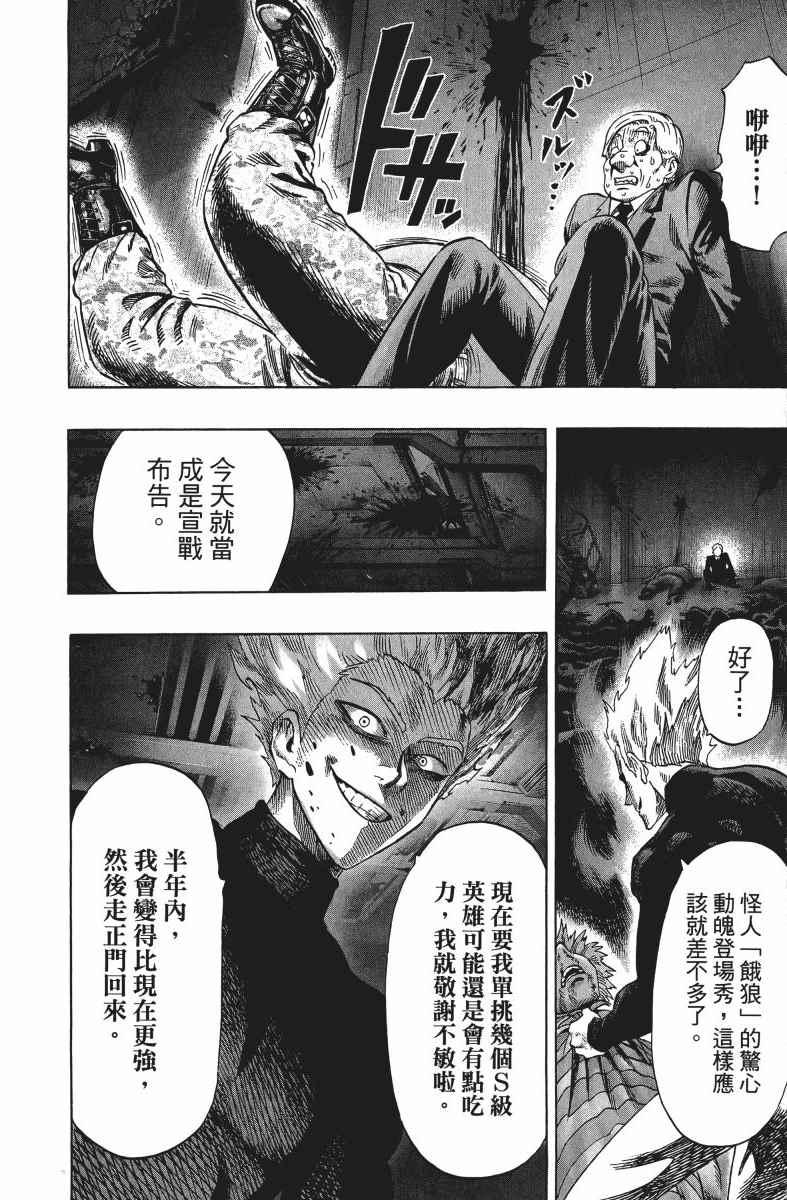 咿咿…！
ズルッ…
ドサッ
好了…
怪人「餓狼」的驚心
動魄登場秀，這樣應
該就差不多了。
今天就當
成是宣戰
布告。
現在要我單挑幾個Ｓ級
英雄可能還是會有點吃
力，我就敬謝不敏啦。
半年內，
我會變得比現在更強，
然後走正門回來。